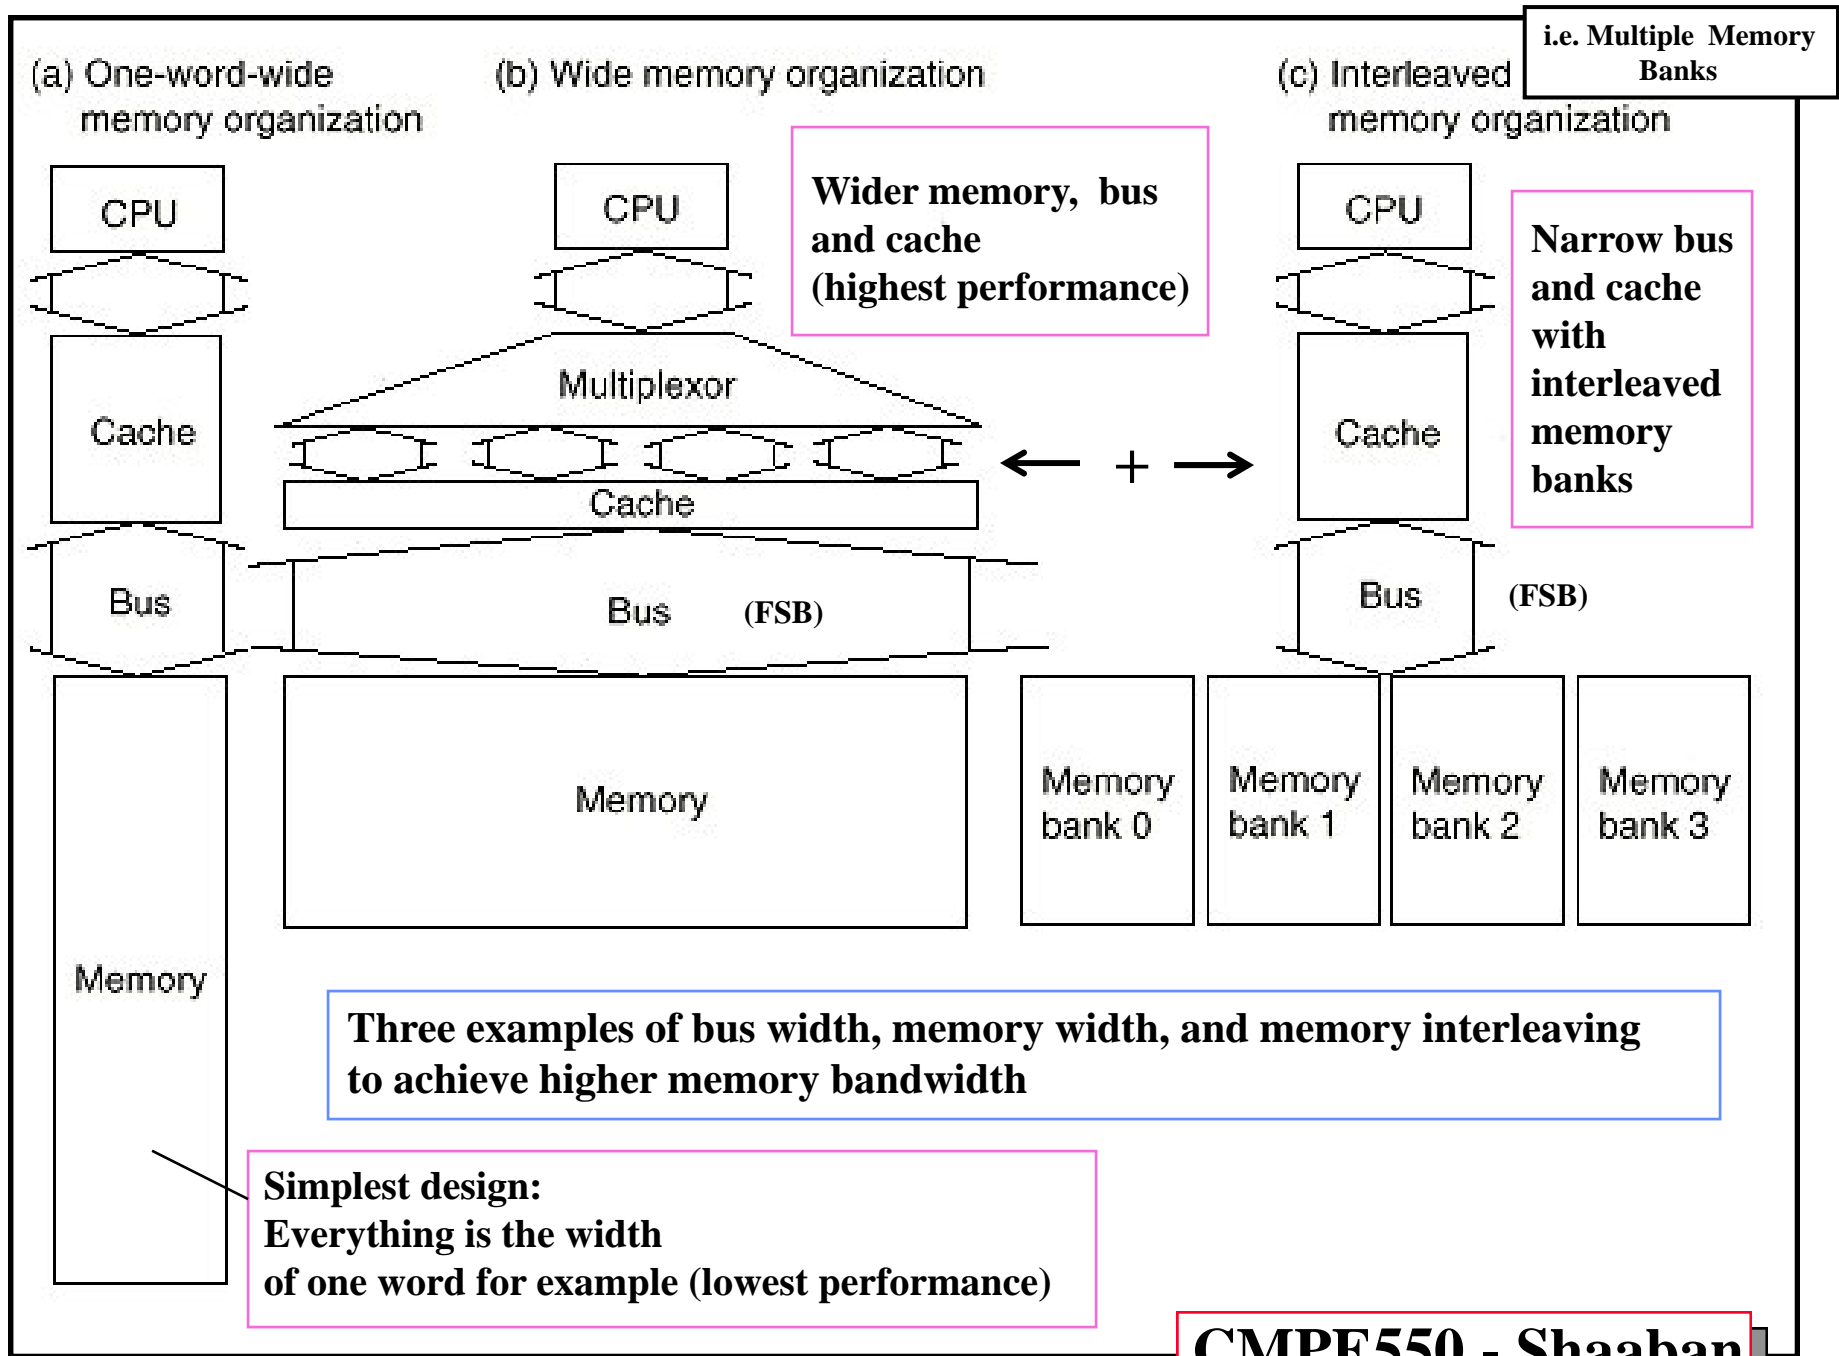 i.e. Multiple Memory
Banks
(a) One-word-wide
memory organization
(b) Wide memory organization
(c) Interleaved
memory organization
CPU
Cache
Bus
Memory
CPU
Wider memory, bus
and cache
(highest performance)
Multiplexor
Cache
Bus (FSB)
Memory
+
CPU
Narrow bus
and cache
with
interleaved
memory
banks
Cache
Bus (FSB)
Memory
bank 0
Memory
bank 1
Memory
bank 2
Memory
bank 3
Three examples of bus width, memory width, and memory interleaving
to achieve higher memory bandwidth
Simplest design:
Everything is the width
of one word for example (lowest performance)
CMPE550 - Shaaban